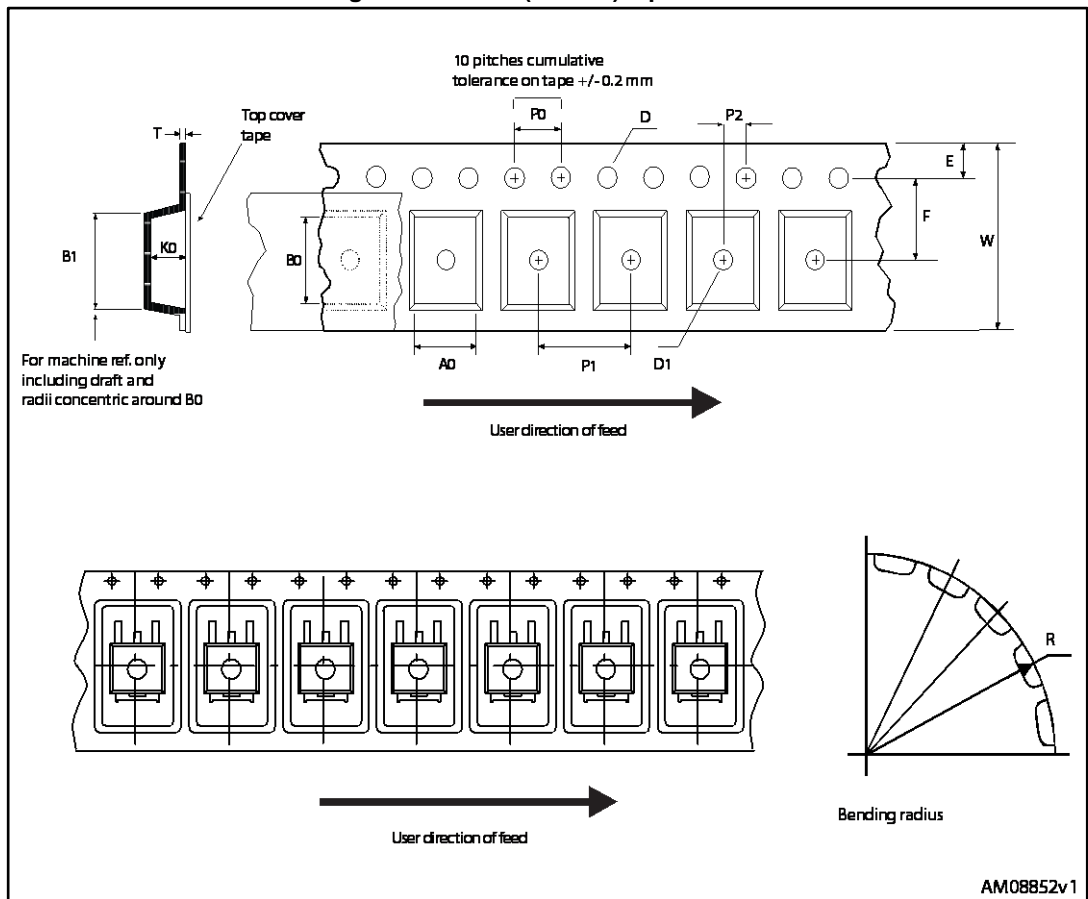 10 pitches cumulative
tolerance on tape +/- 0.2 mm
Top cover
tape
T
P0
D
P2
E
F
W
B1
K0
B0
For machine ref. only
including draft and
radii concentric around B0
A0
P1
D1
User direction of feed
R
Bending radius
User direction of feed
AM08852v1